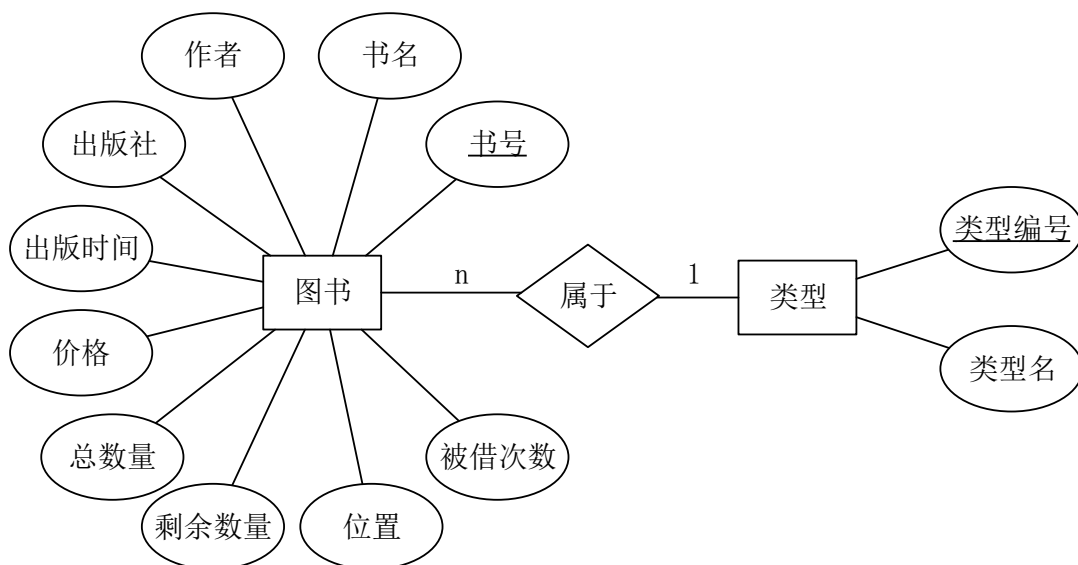 作者
书名
出版社
书号
类型编号
出版时间
图书
n
属于
1
类型
价格
类型名
总数量
被借次数
剩余数量
位置